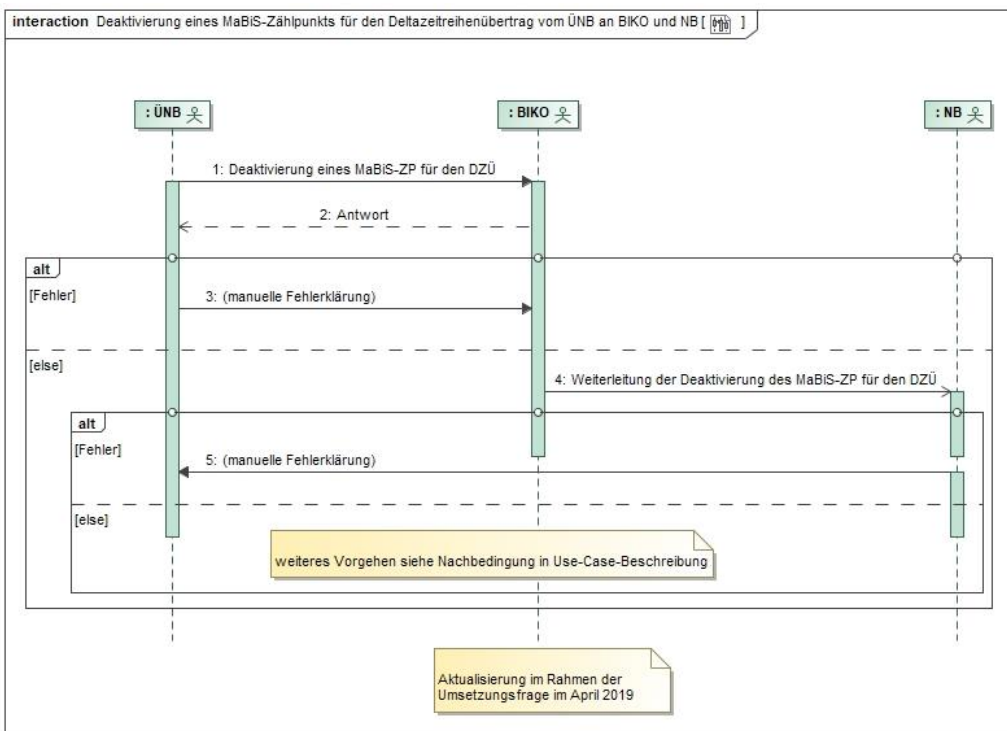 interaction Deaktivierung eines MaBiS-Zählpunkts für den Deltazeitreihenübertrag vom ÜNB an BIKO und NB [ ]
: ÜNB
: BIKO
: NB
1: Deaktivierung eines MaBiS-ZP für den DZÜ
2: Antwort
alt
[Fehler]
3: (manuelle Fehlerklärung)
[else]
4: Weiterleitung der Deaktivierung des MaBiS-ZP für den DZÜ
alt
[Fehler]
5: (manuelle Fehlerklärung)
[else]
weiteres Vorgehen siehe Nachbedingung in Use-Case-Beschreibung
Aktualisierung im Rahmen der
Umsetzungsfrage im April 2019